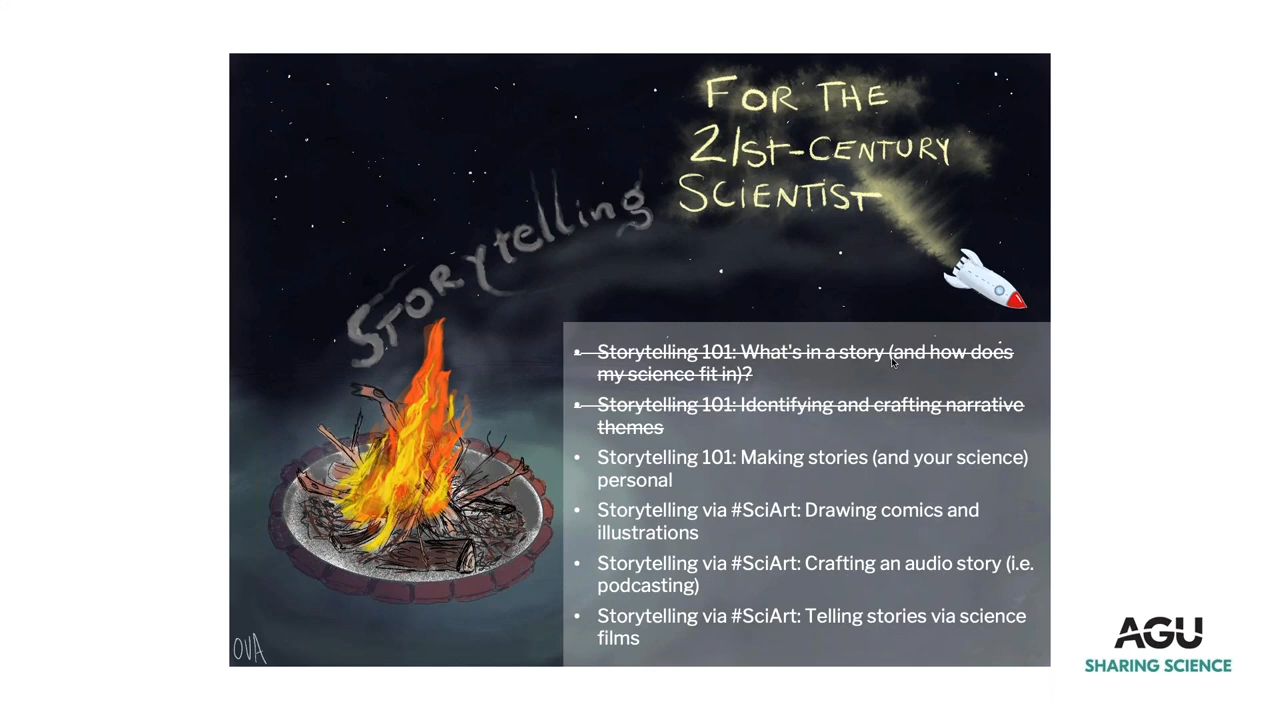 FOR THE
21ST-CENTURY
SCIENTIST
Storytelling
• Storytelling 101: What's in a story (and how does
my science fit in)?
• Storytelling 101: Identifying and crafting narrative
themes
• Storytelling 101: Making stories (and your science)
personal
• Storytelling via #SciArt: Drawing comics and
illustrations
• Storytelling via #SciArt: Crafting an audio story (i.e.
podcasting)
• Storytelling via #SciArt: Telling stories via science
films
OVA
AGU
SHARING SCIENCE